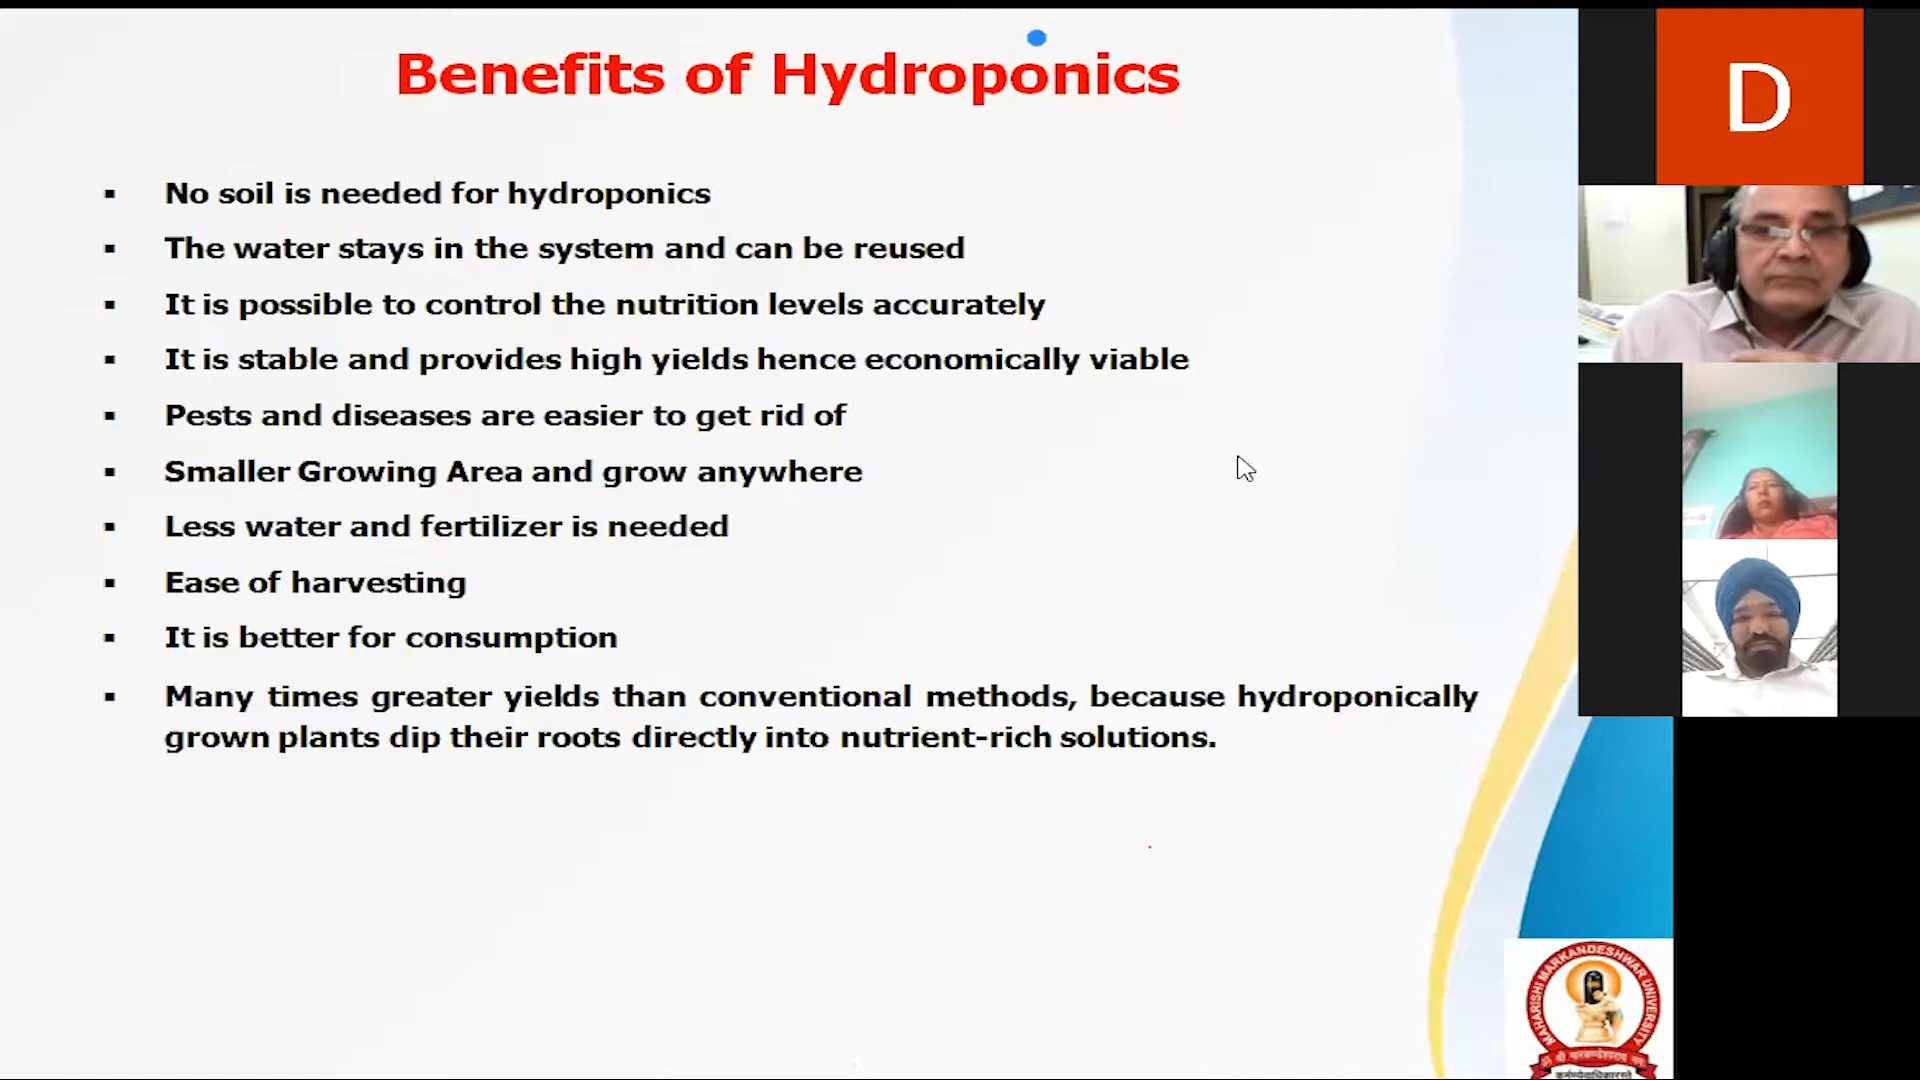 Benefits of Hydroponics
D
▪ No soil is needed for hydroponics
▪ The water stays in the system and can be reused
▪ It is possible to control the nutrition levels accurately
▪ It is stable and provides high yields hence economically viable
▪ Pests and diseases are easier to get rid of
▪ Smaller Growing Area and grow anywhere
▪ Less water and fertilizer is needed
▪ Ease of harvesting
▪ It is better for consumption
▪ Many times greater yields than conventional methods, because hydroponically
grown plants dip their roots directly into nutrient-rich solutions.
MAHARISHI MARKANDESHWAR UNIVERSITY